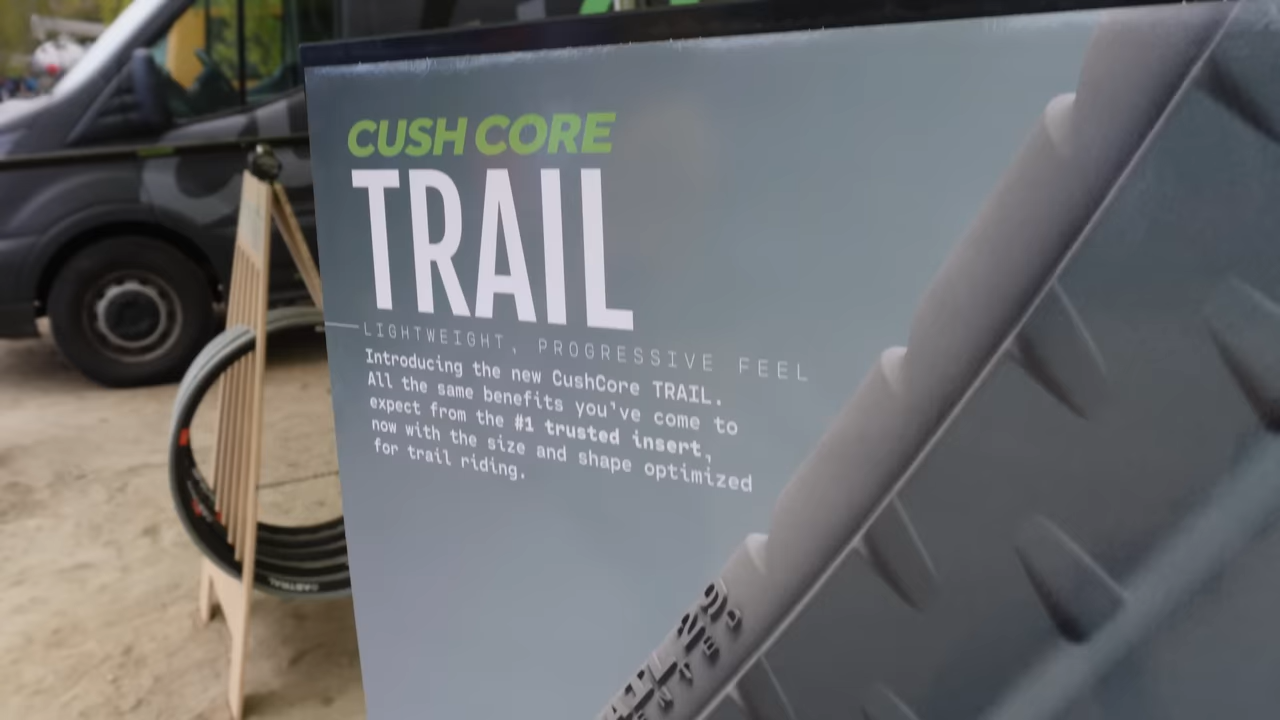 CUSH CORE
TRAIL
LIGHTWEIGHT, PROGRESSIVE FEEL
Introducing the new CushCore TRAIL.
All the same benefits you've come to
expect from the #1 trusted insert,
now with the size and shape optimized
for trail riding.